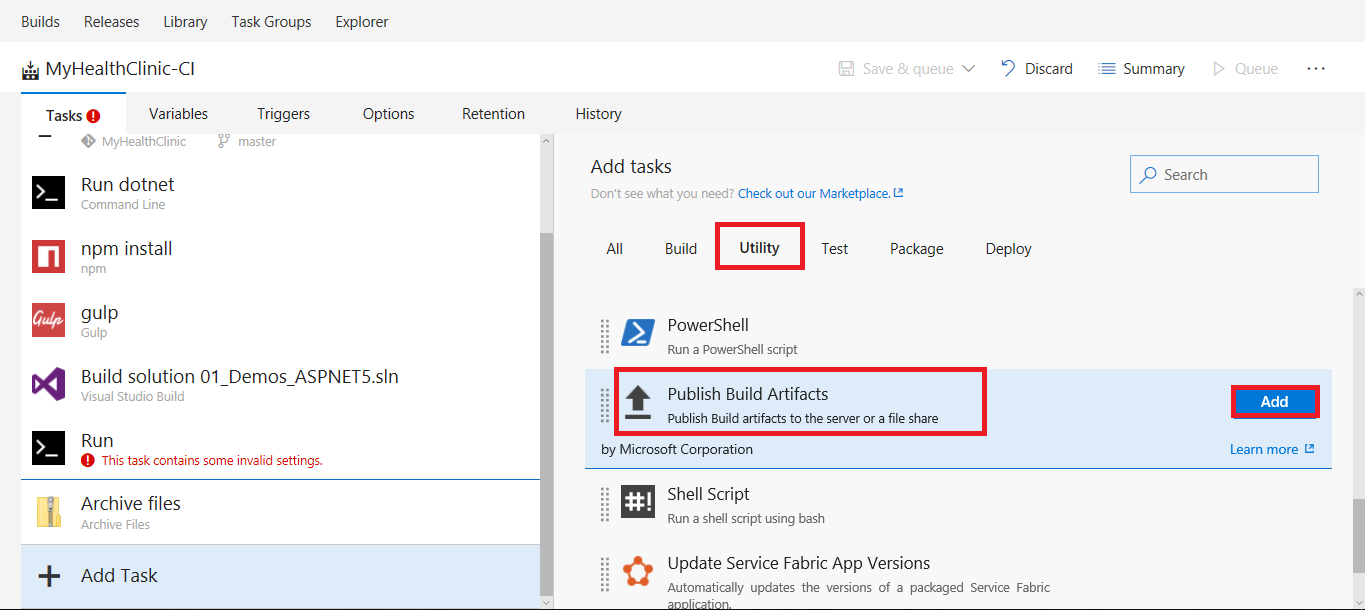 Builds Releases Library Task Groups Explorer
MyHealthClinic-CI
Save & queue Discard Summary Queue ...
Tasks ! Variables Triggers Options Retention History
MyHealthClinic master
Run dotnet
Command Line
npm install
npm
Gulp
gulp
Gulp
Build solution 01_Demos_ASPNET5.sln
Visual Studio Build
Run
! This task contains some invalid settings.
Archive files
Archive Files
+ Add Task
Add tasks
Don't see what you need? Check out our Marketplace.
Search
All Build Utility Test Package Deploy
PowerShell
Run a PowerShell script
Publish Build Artifacts
Publish Build artifacts to the server or a file share
Add
by Microsoft Corporation
Learn more
#!
Shell Script
Run a shell script using bash
Update Service Fabric App Versions
Automatically updates the versions of a packaged Service Fabric
application.